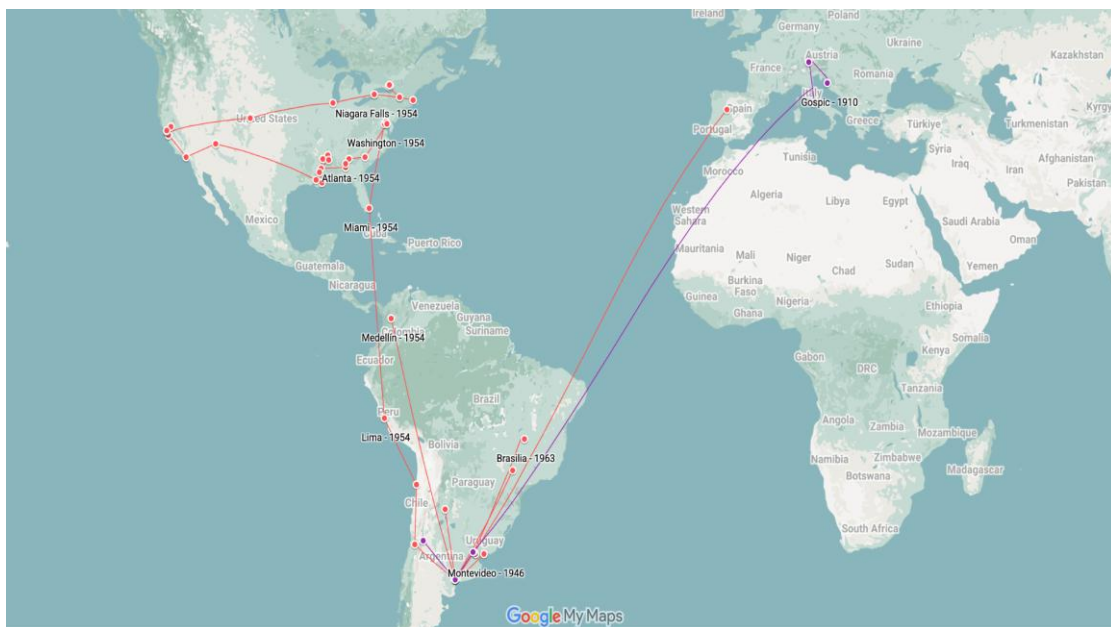 Ireland
Poland
Germany
Ukraine
Kazakhstan
Austria
France
Romania
Italy
Gospic - 1910
Spain
Portugal
Greece
Türkiye
Turkmenistan
Kyrg
Syria
Tunisia
Iraq
Iran
Afghanistan
Morocco
Pakistan
Algeria
Libya
Egypt
Western
Sahara
Saudi Arabia
Oman
Mauritania
Mali
Niger
Chad
Sudan
Yemen
Burkina
Faso
Guinea
Nigeria
Ghana
Ethiopia
Somalia
Gabon
Kenya
DRC
Tanzania
Angola
Zambia
Mozambique
Namibia
Zimbabwe
Botswana
Madagascar
South Africa
United States
Niagara Falls - 1954
Washington - 1954
Atlanta - 1954
Mexico
Miami - 1954
Cuba
Puerto Rico
Guatemala
Nicaragua
Venezuela
Guyana
Suriname
Colombia
Medellín - 1954
Ecuador
Brazil
Peru
Lima - 1954
Bolivia
Brasilia - 1963
Paraguay
Chile
Uruguay
Argentina
Montevideo - 1946
Google My Maps